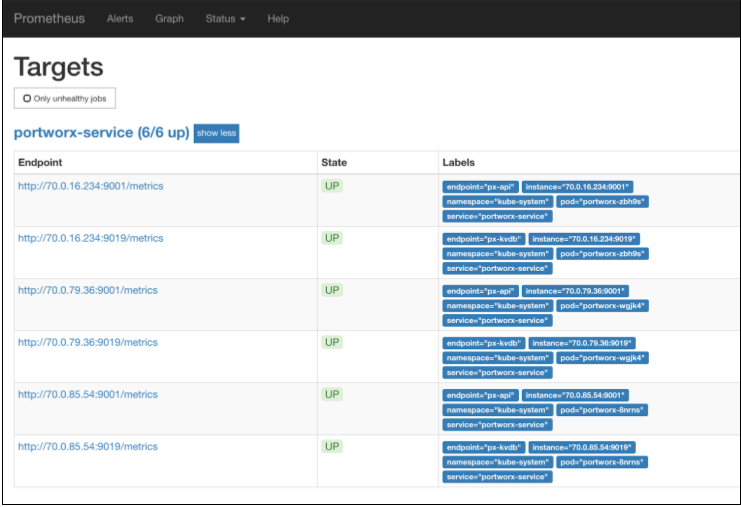 Prometheus Alerts Graph Status Help
Targets
Only unhealthy jobs
portworx-service (6/6 up) show less
Endpoint State Labels
http://70.0.16.234:9001/metrics UP endpoint="px-api" instance="70.0.16.234:9001"
namespace="kube-system" pod="portworx-zbh9s"
service="portworx-service"
http://70.0.16.234:9019/metrics UP endpoint="px-kvdb" instance="70.0.16.234:9019"
namespace="kube-system" pod="portworx-zbh9s"
service="portworx-service"
http://70.0.79.36:9001/metrics UP endpoint="px-api" instance="70.0.79.36:9001"
namespace="kube-system" pod="portworx-wgjk4"
service="portworx-service"
http://70.0.79.36:9019/metrics UP endpoint="px-kvdb" instance="70.0.79.36:9019"
namespace="kube-system" pod="portworx-wgjk4"
service="portworx-service"
http://70.0.85.54:9001/metrics UP endpoint="px-api" instance="70.0.85.54:9001"
namespace="kube-system" pod="portworx-8nrns"
service="portworx-service"
http://70.0.85.54:9019/metrics UP endpoint="px-kvdb" instance="70.0.85.54:9019"
namespace="kube-system" pod="portworx-8nrns"
service="portworx-service"